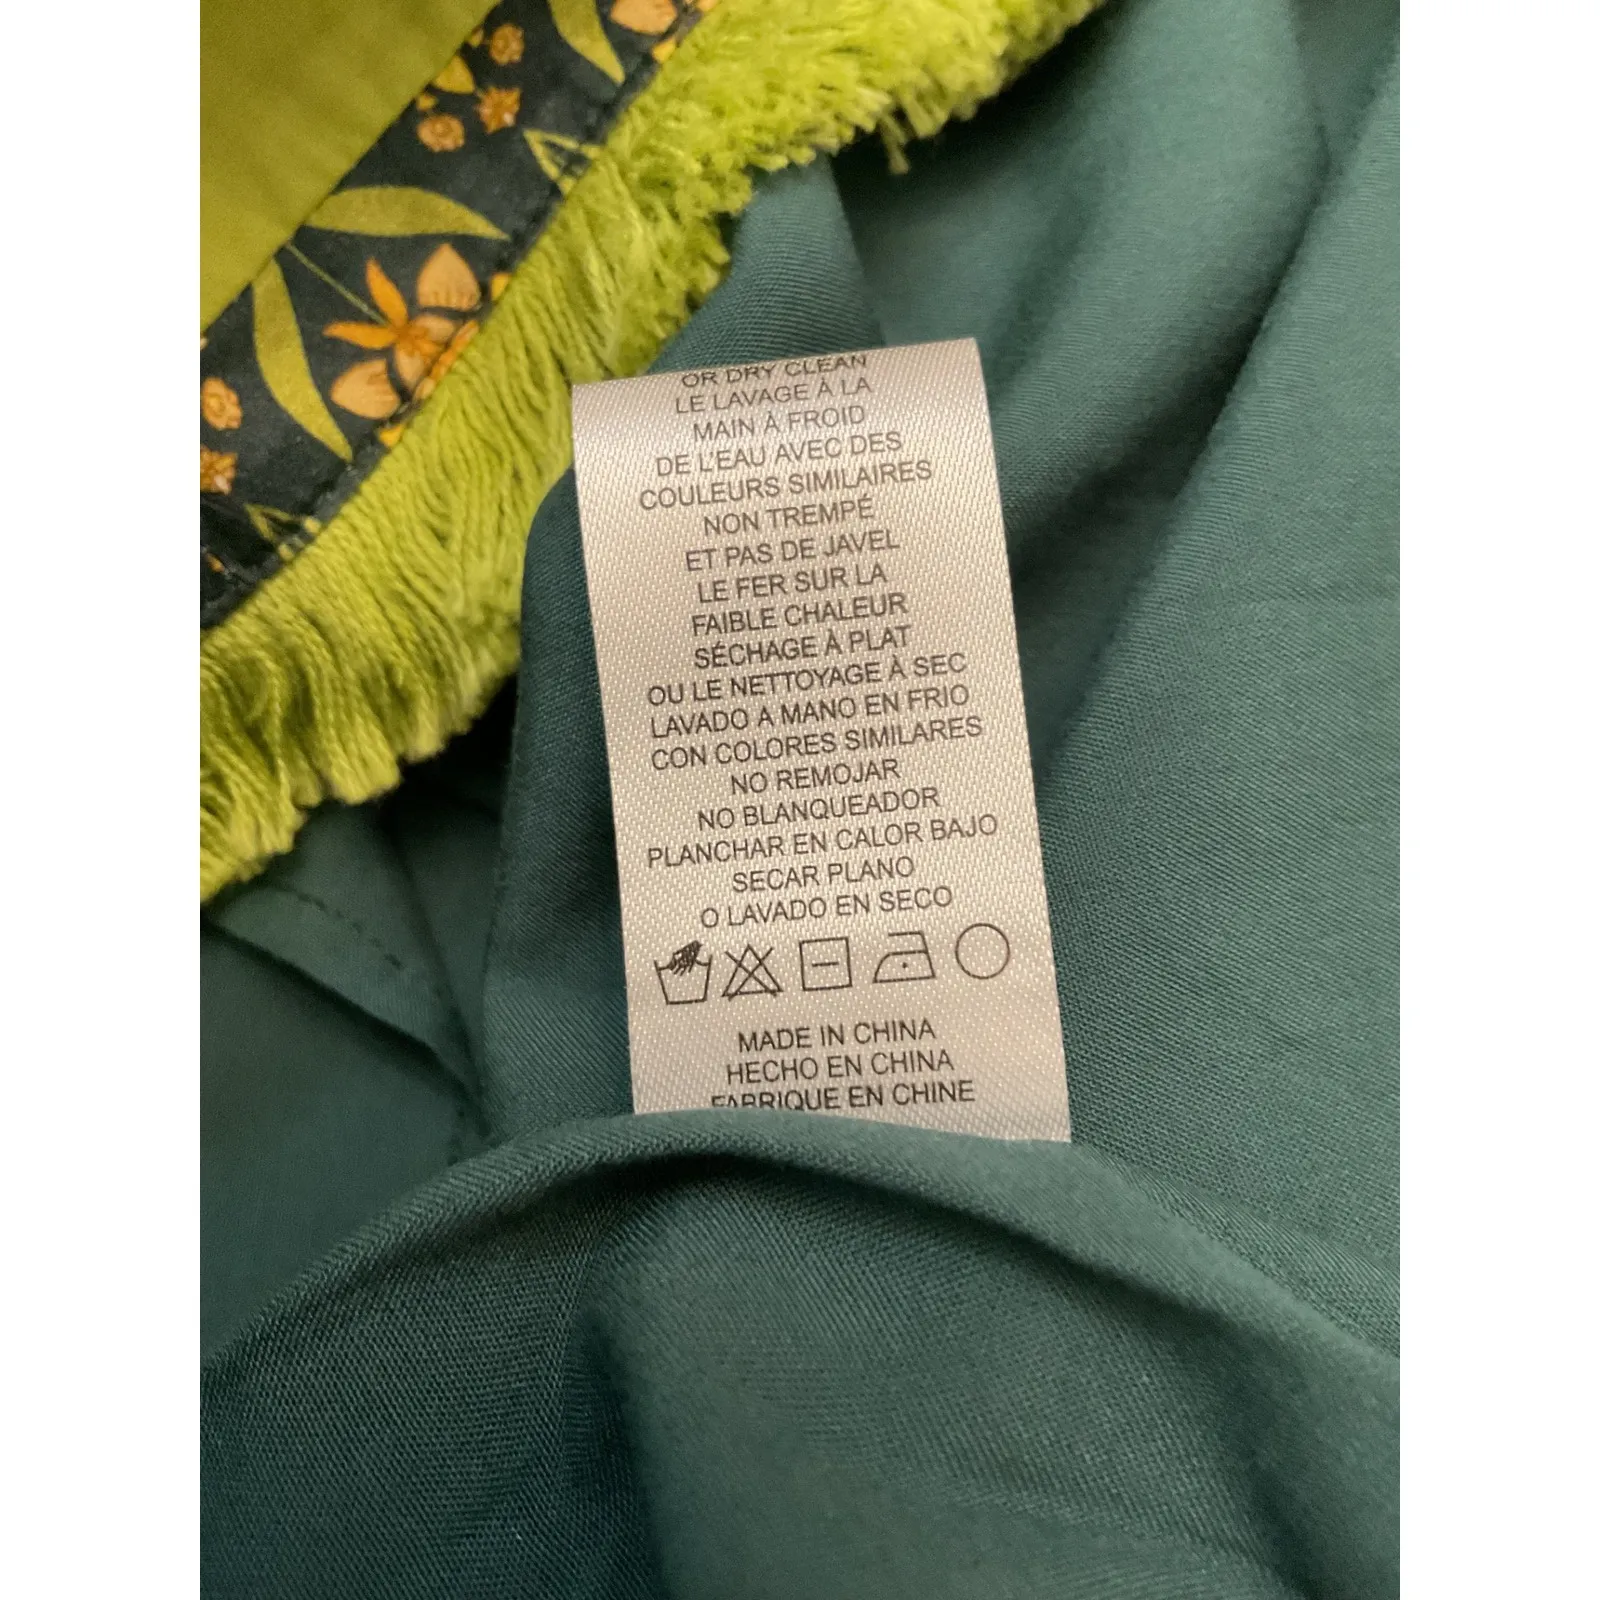 OR DRY CLEAN
LE LAVAGE À LA
MAIN À FROID
DE L'EAU AVEC DES
COULEURS SIMILAIRES
NON TREMPÉ
ET PAS DE JAVEL
LE FER SUR LA
FAIBLE CHALEUR
SÉCHAGE À PLAT
OU LE NETTOYAGE À SEC
LAVADO A MANO EN FRIO
CON COLORES SIMILARES
NO REMOJAR
NO BLANQUEADOR
PLANCHAR EN CALOR BAJO
SECAR PLANO
O LAVADO EN SECO
MADE IN CHINA
HECHO EN CHINA
FABRIQUE EN CHINE